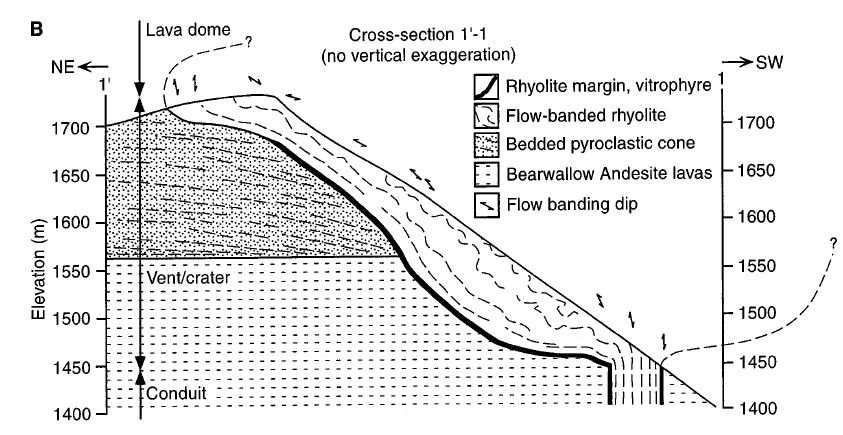 B
Lava dome
?
Cross-section 1'-1
(no vertical exaggeration)
NE
SW
1'
1
Rhyolite margin, vitrophyre
Flow-banded rhyolite
Bedded pyroclastic cone
Bearwallow Andesite lavas
Flow banding dip
Elevation (m)
1700
1650
1600
1550
1500
1450
1400
Vent/crater
Conduit
1700
1650
1600
1550
1500
1450
1400
?